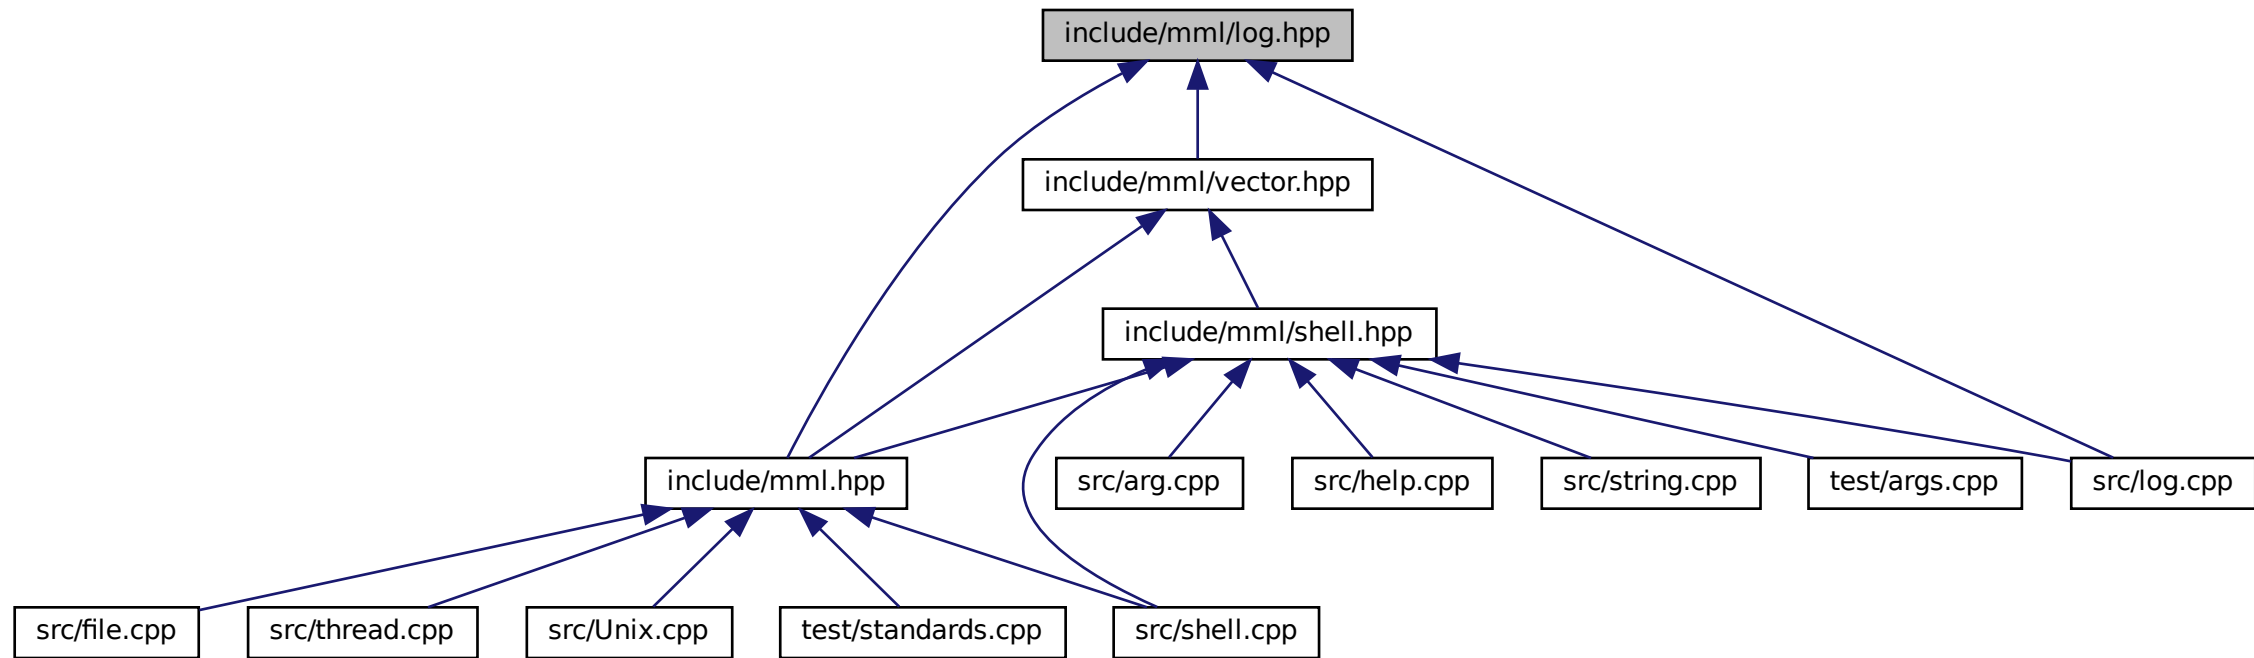 include/mml/log.hpp
include/mml/vector.hpp
include/mml/shell.hpp
include/mml.hpp
src/arg.cpp
src/help.cpp
src/string.cpp
test/args.cpp
src/log.cpp
src/file.cpp
src/thread.cpp
src/Unix.cpp
test/standards.cpp
src/shell.cpp